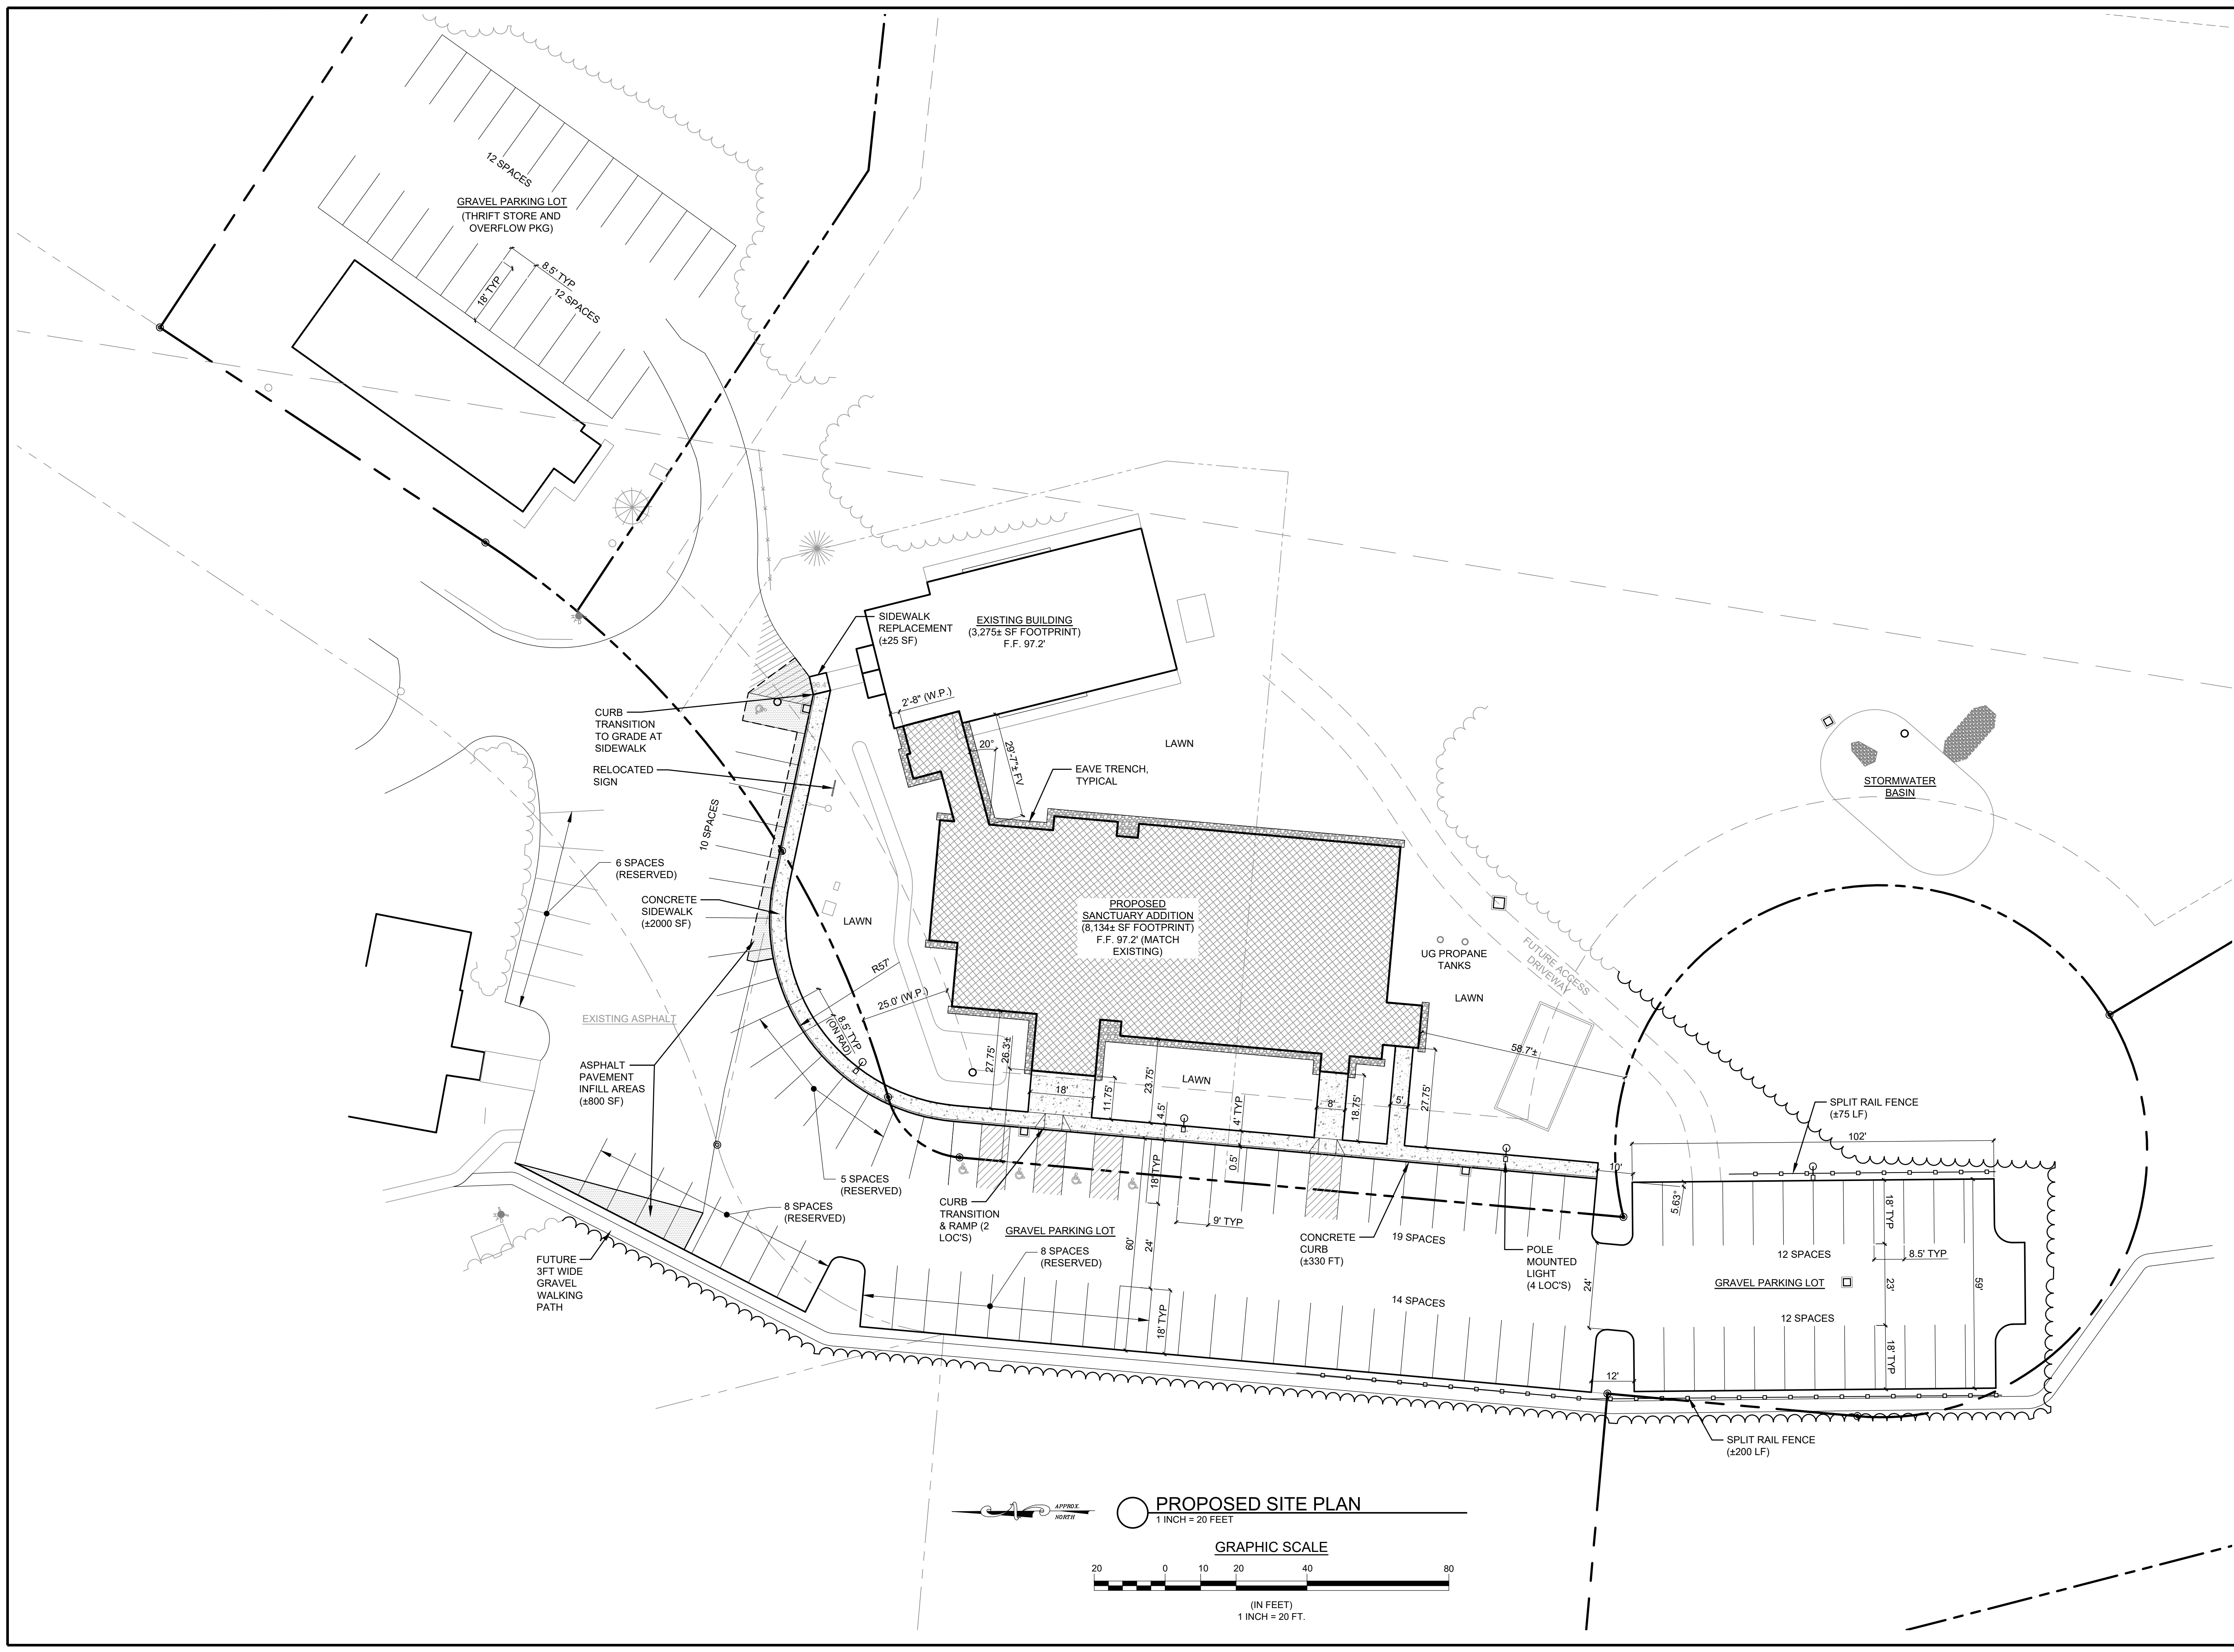 12 SPACES
GRAVEL PARKING LOT
(THRIFT STORE AND
OVERFLOW PKG)
8.5' TYP
18' TYP
12 SPACES
SIDEWALK
REPLACEMENT
(±25 SF)
EXISTING BUILDING
(3,275± SF FOOTPRINT)
F.F. 97.2'
96.4
2'-8" (W.P.)
CURB
TRANSITION
TO GRADE AT
SIDEWALK
RELOCATED
SIGN
20°
29'-7"± FV
LAWN
EAVE TRENCH,
TYPICAL
STORMWATER
BASIN
10 SPACES
6 SPACES
(RESERVED)
CONCRETE
SIDEWALK
(±2000 SF)
LAWN
PROPOSED
SANCTUARY ADDITION
(8,134± SF FOOTPRINT)
F.F. 97.2' (MATCH
EXISTING)
UG PROPANE
TANKS
LAWN
FUTURE ACCESS
DRIVEWAY
R57'
25.0' (W.P.)
EXISTING ASPHALT
8.5' TYP
(ON RAD)
27.75'
26.3'±
58.7'±
ASPHALT
PAVEMENT
INFILL AREAS
(±800 SF)
18'
11.75'
23.75'
4.5'
LAWN
4' TYP
8'
18.75'
5'
27.75'
SPLIT RAIL FENCE
(±75 LF)
102'
10'
5 SPACES
(RESERVED)
18' TYP
0.5'
5.63°
18' TYP
8 SPACES
(RESERVED)
CURB
TRANSITION
& RAMP (2
LOC'S)
GRAVEL PARKING LOT
8 SPACES
(RESERVED)
60'
24'
9' TYP
CONCRETE
CURB
(±330 FT)
19 SPACES
POLE
MOUNTED
LIGHT
(4 LOC'S)
12 SPACES
8.5' TYP
GRAVEL PARKING LOT
23'
59'
FUTURE
3FT WIDE
GRAVEL
WALKING
PATH
24'
14 SPACES
18' TYP
12 SPACES
18' TYP
12'
SPLIT RAIL FENCE
(±200 LF)
APPROX.
NORTH
PROPOSED SITE PLAN
1 INCH = 20 FEET
GRAPHIC SCALE
20 0 10 20 40 80
(IN FEET)
1 INCH = 20 FT.